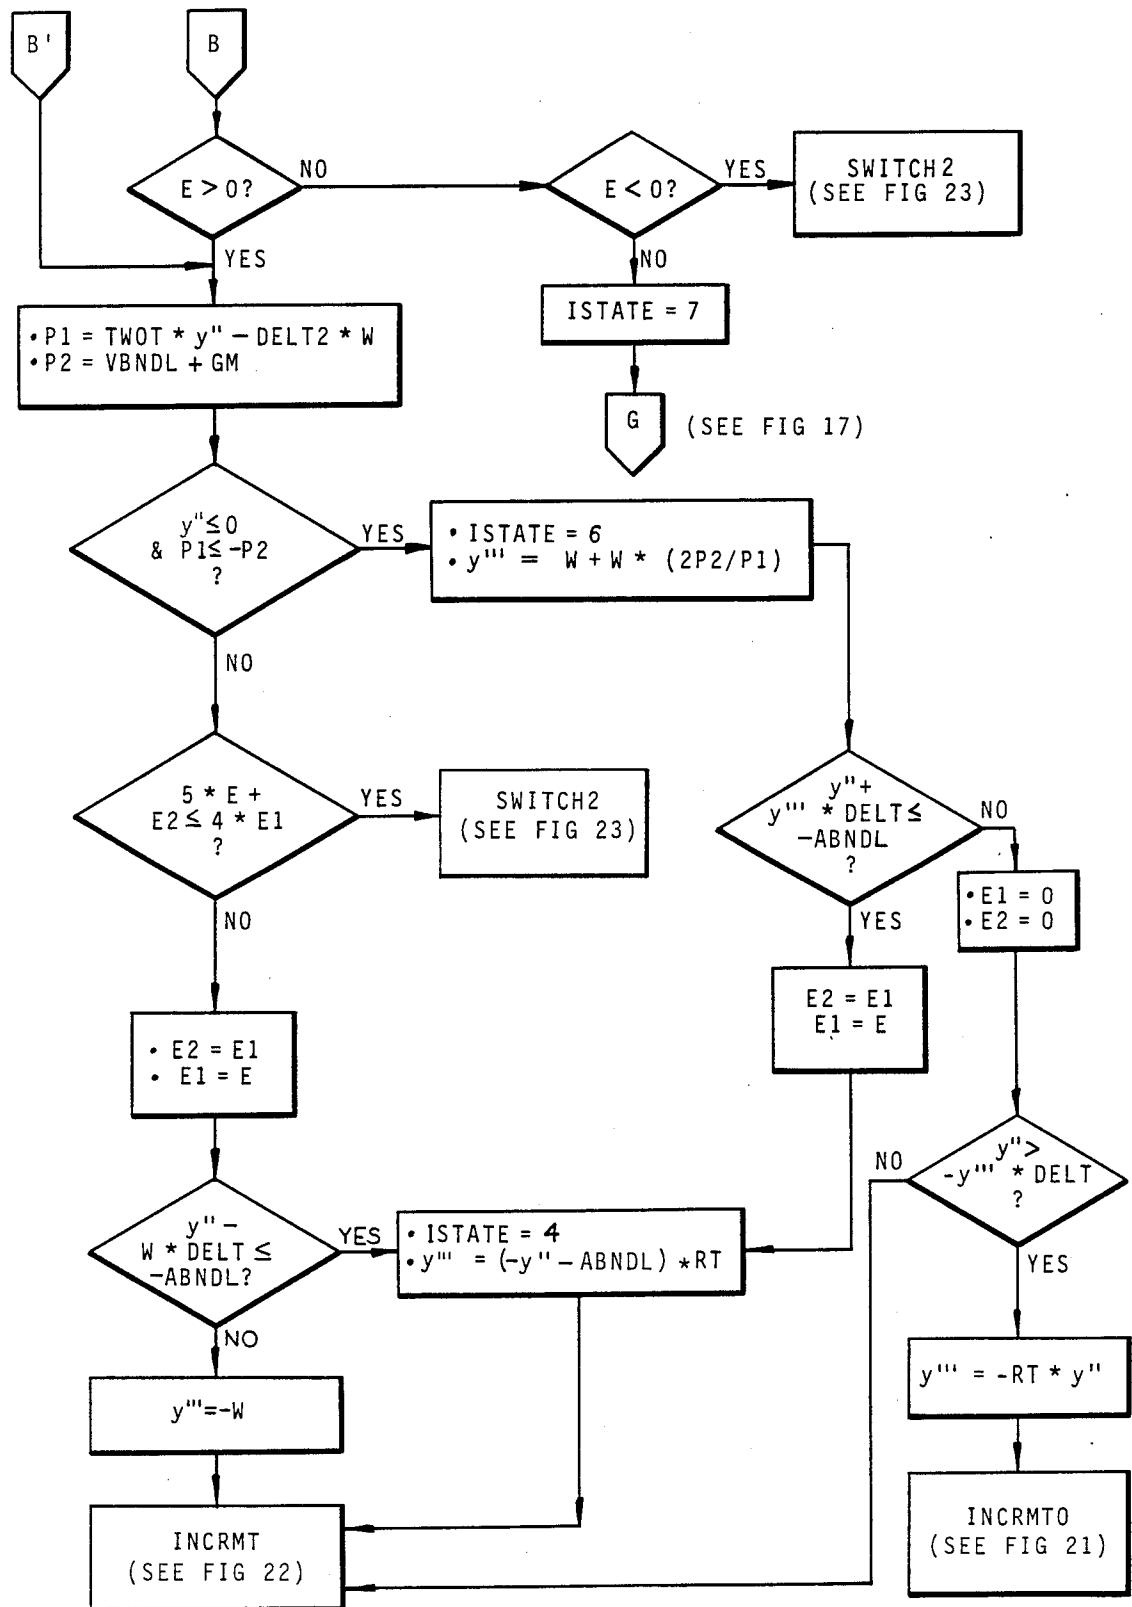 B'
B
E > 0?
NO
E < 0?
YES
SWITCH2
(SEE FIG 23)
YES
NO
ISTATE = 7
• P1 = TWOT * y'' − DELT2 * W
• P2 = VBNDL + GM
G
(SEE FIG 17)
y'' ≤ 0
& P1 ≤ -P2
?
YES
• ISTATE = 6
• y''' = W + W * (2P2/P1)
NO
5 * E +
E2 ≤ 4 * E1
?
YES
SWITCH2
(SEE FIG 23)
y'' +
y''' * DELT ≤
−ABNDL
?
NO
• E1 = 0
• E2 = 0
NO
YES
E2 = E1
E1 = E
• E2 = E1
• E1 = E
y'' >
-y''' * DELT
?
NO
y'' −
W * DELT ≤
-ABNDL?
YES
• ISTATE = 4
• y''' = (-y'' − ABNDL) * RT
YES
NO
y''' = -RT * y''
y''' = -W
INCRMT
(SEE FIG 22)
INCRMTO
(SEE FIG 21)